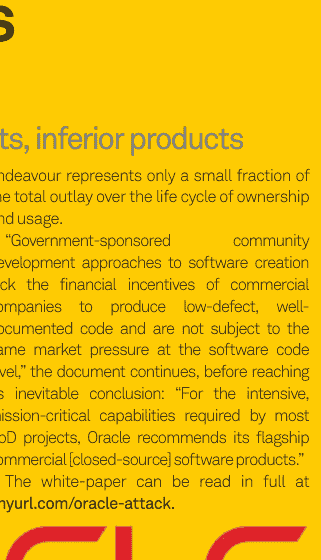 s
ts, inferior products
ndeavour represents only a small fraction of
he total outlay over the life cycle of ownership
nd usage.
“Government-sponsored community
evelopment approaches to software creation
ck the financial incentives of commercial
ompanies to produce low-defect, well-
ocumented code and are not subject to the
ame market pressure at the software code
vel,” the document continues, before reaching
s inevitable conclusion: “For the intensive,
ission-critical capabilities required by most
oD projects, Oracle recommends its flagship
ommercial [closed-source] software products.”
The white-paper can be read in full at
nyurl.com/oracle-attack.